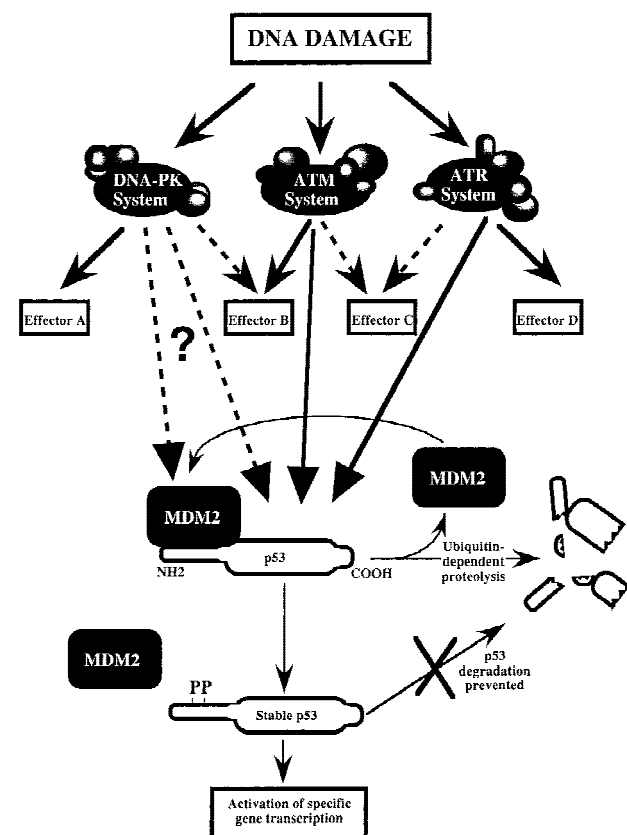 DNA DAMAGE
DNA-PK
System
ATM
System
ATR
System
Effector A
Effector B
Effector C
Effector D
?
MDM2
MDM2
p53
NH2
COOH
Ubiquitin-
dependent
proteolysis
MDM2
PP
Stable p53
p53
degradation
prevented
Activation of specific
gene transcription